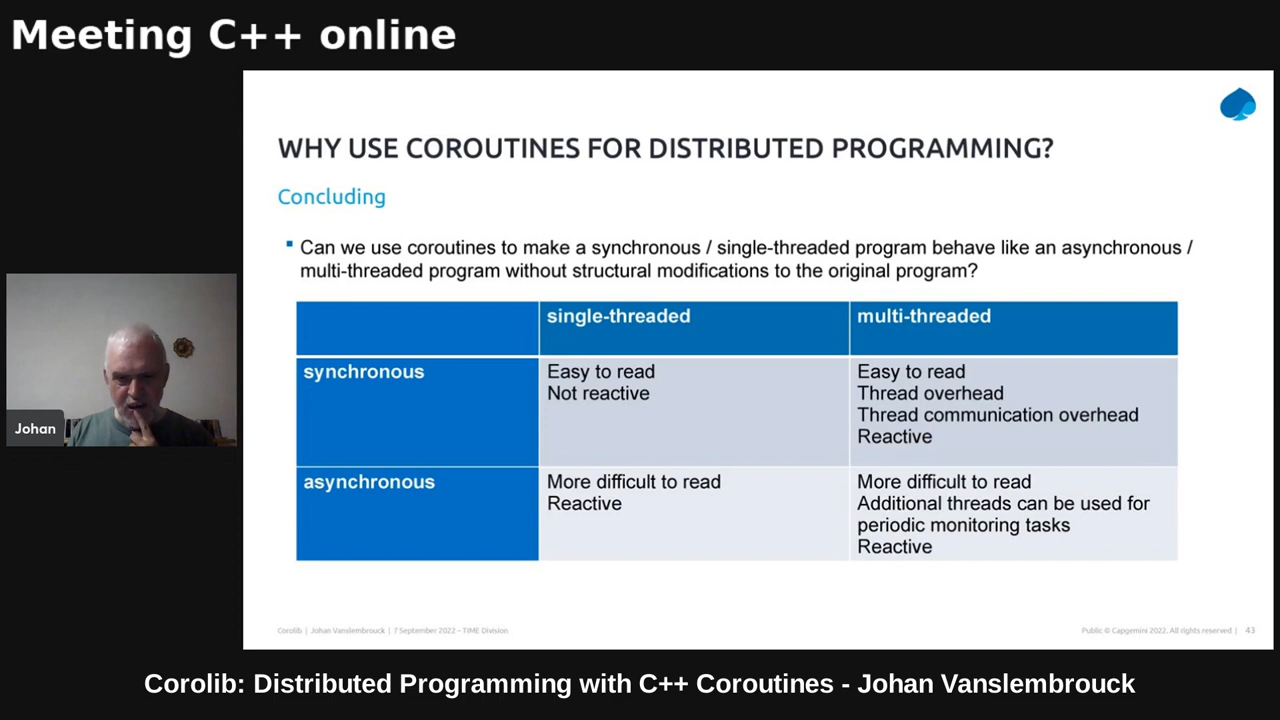 Meeting C++ online
WHY USE COROUTINES FOR DISTRIBUTED PROGRAMMING?
Concluding
Can we use coroutines to make a synchronous / single-threaded program behave like an asynchronous /
multi-threaded program without structural modifications to the original program?
single-threaded
multi-threaded
synchronous
Easy to read
Not reactive
Easy to read
Thread overhead
Thread communication overhead
Reactive
asynchronous
More difficult to read
Reactive
More difficult to read
Additional threads can be used for
periodic monitoring tasks
Reactive
Johan
Corolib | Johan Vanslembrouck | 7 September 2022 – TIME Division
Public © Capgemini 2022. All rights reserved | 43
Corolib: Distributed Programming with C++ Coroutines - Johan Vanslembrouck